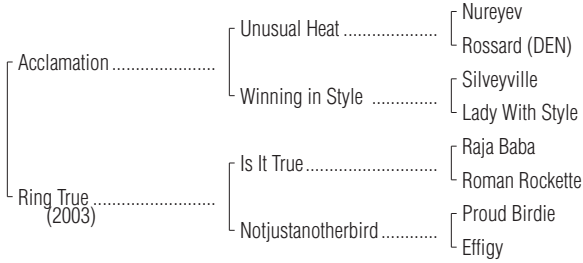 Nureyev
Unusual Heat ......................
Rossard (DEN)
Acclamation ......................
Silveyville
Winning in Style ..............
Lady With Style
Raja Baba
Is It True ............................
Roman Rockette
Ring True ..........................
(2003)
Proud Birdie
Notjustanotherbird ............
Effigy